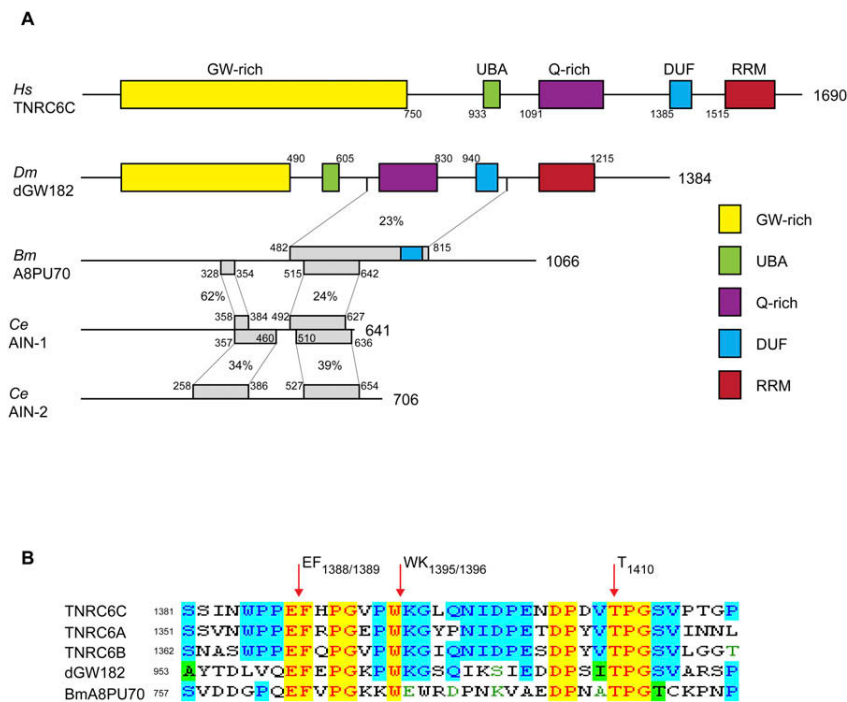 A
GW-rich UBA Q-rich DUF RRM
Hs
TNRC6C
750 933 1091 1385 1515
1690
490 605 830 940 1215
Dm
dGW182
1384
23%
482 815
Bm
A8PU70
1066
328 354 515 642
62% 24%
358 384 492 627
Ce
AIN-1
641
357 460 510 636
34% 39%
258 386 527 654
Ce
AIN-2
706
GW-rich
UBA
Q-rich
DUF
RRM
B
EF1388/1389 WK1395/1396 T1410
TNRC6C 1381 SSINWPPEFHPGVPWKGLQNIDPENDPDVTPGSVPTGP
TNRC6A 1351 SSVNWPPEFRPGEPWKGYPNIDPETDPYVTPGSVINNL
TNRC6B 1362 SNASWPPEFQPGVPWKGIQNIDPESDPYVTPGSVLGGT
dGW182 953 AYTDLVQEFEPGKPWKGSQIKSIEDDPSITPGSVARSP
BmA8PU70 757 SVDDGPQEFVPGKKWEWRDPNKVAEDPNATPGTCKPNP